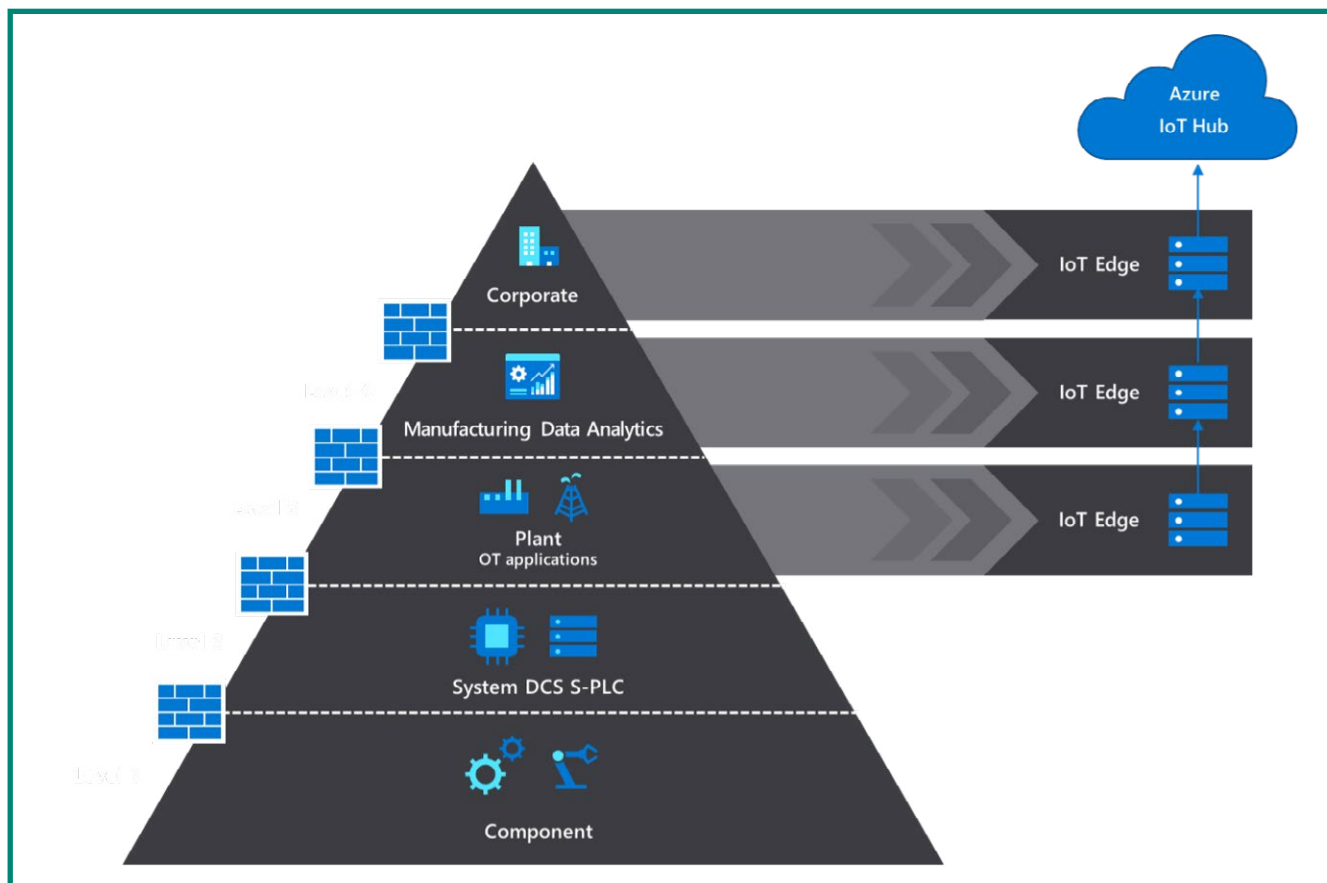 Azure
IoT Hub
Corporate
IoT Edge
Manufacturing Data Analytics
IoT Edge
Plant
OT applications
IoT Edge
System DCS S-PLC
Component